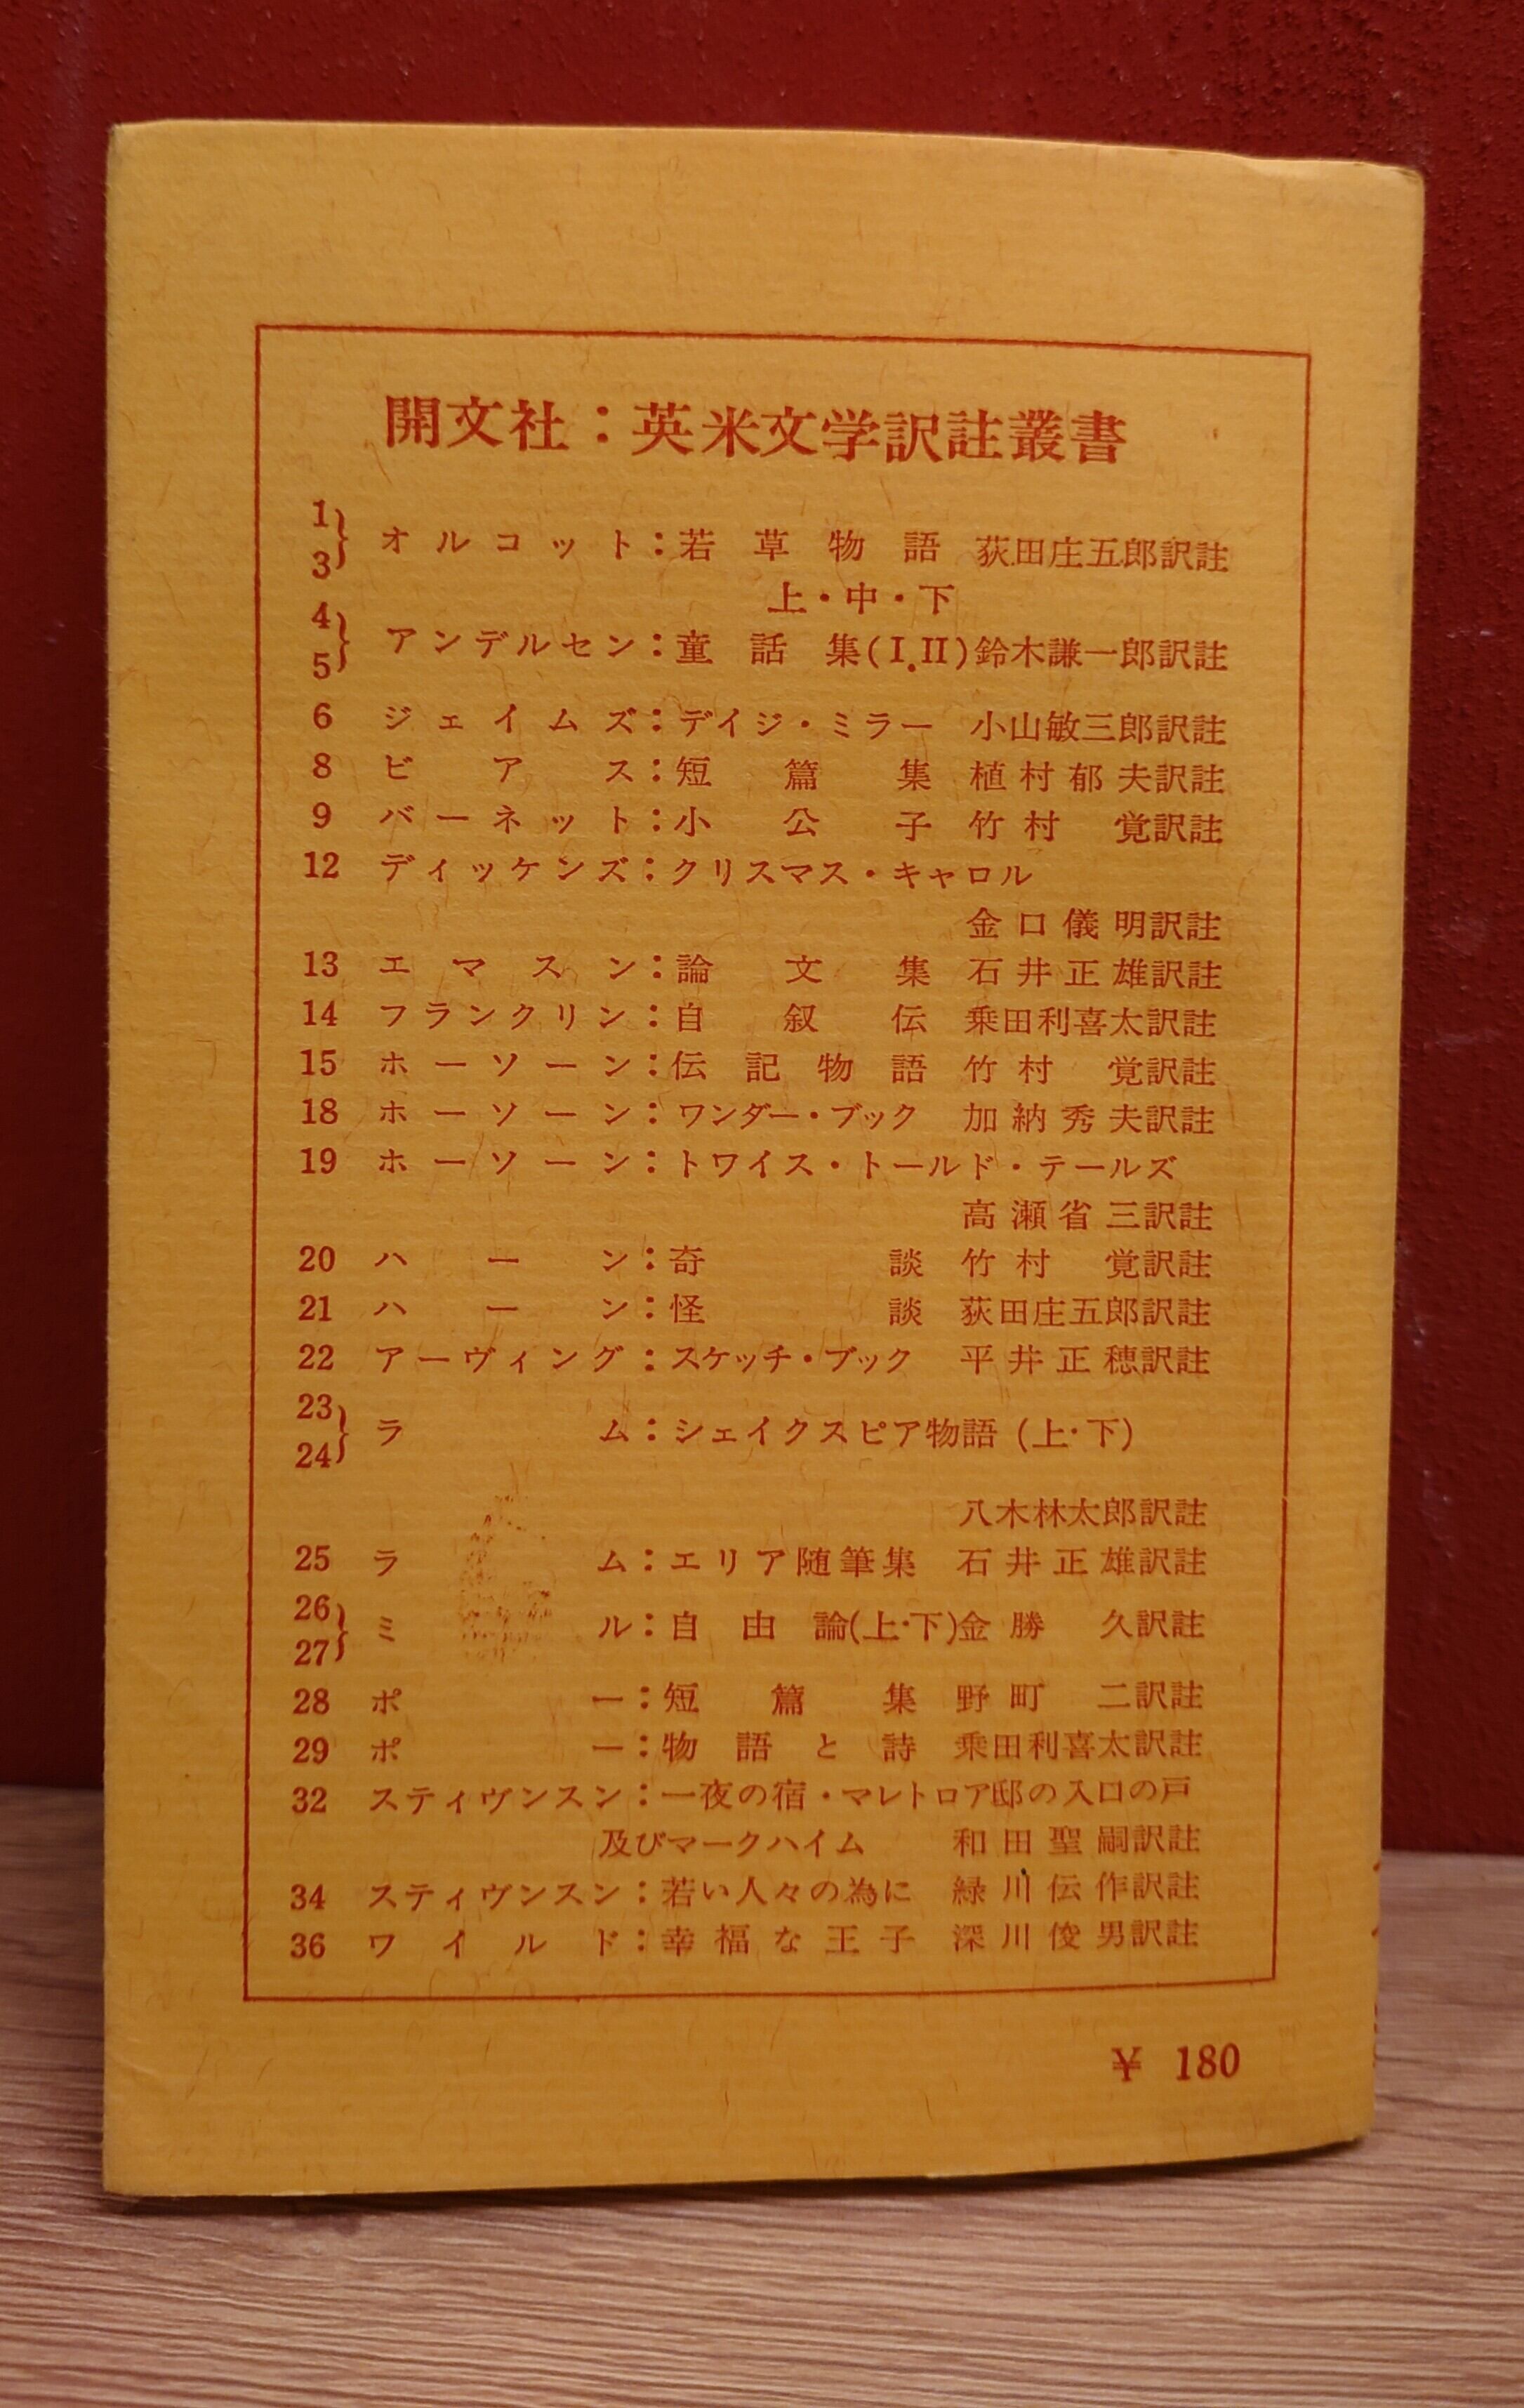 開文社：英米文学訳註叢書
1
3} オルコット：若草物語 荻田庄五郎訳註
上・中・下
4
5} アンデルセン：童話集(I.II)鈴木謙一郎訳註
6 ジェイムズ：デイジ・ミラー 小山敏三郎訳註
8 ビアス：短篇集 植村郁夫訳註
9 バーネット：小公子 竹村 覚訳註
12 ディッケンズ：クリスマス・キャロル
金口儀明訳註
13 エマスン：論文集 石井正雄訳註
14 フランクリン：自叙伝 乗田利喜太訳註
15 ホーソーン：伝記物語 竹村 覚訳註
18 ホーソーン：ワンダー・ブック 加納秀夫訳註
19 ホーソーン：トワイス・トールド・テールズ
高瀬省三訳註
20 ハーン：奇談 竹村 覚訳註
21 ハーン：怪談 荻田庄五郎訳註
22 アーヴィング：スケッチ・ブック 平井正穂訳註
23
24} ラム：シェイクスピア物語 (上・下)
八木林太郎訳註
25 ラム：エリア随筆集 石井正雄訳註
26
27} ミル：自由論(上・下)金勝 久訳註
28 ポー：短篇集 野町 二訳註
29 ポー：物語と詩 乗田利喜太訳註
32 スティヴンスン：一夜の宿・マレトロア邸の入口の戸
及びマークハイム 和田聖嗣訳註
34 スティヴンスン：若い人々の為に 緑川伝作訳註
36 ワイルド：幸福な王子 深川俊男訳註
¥ 180